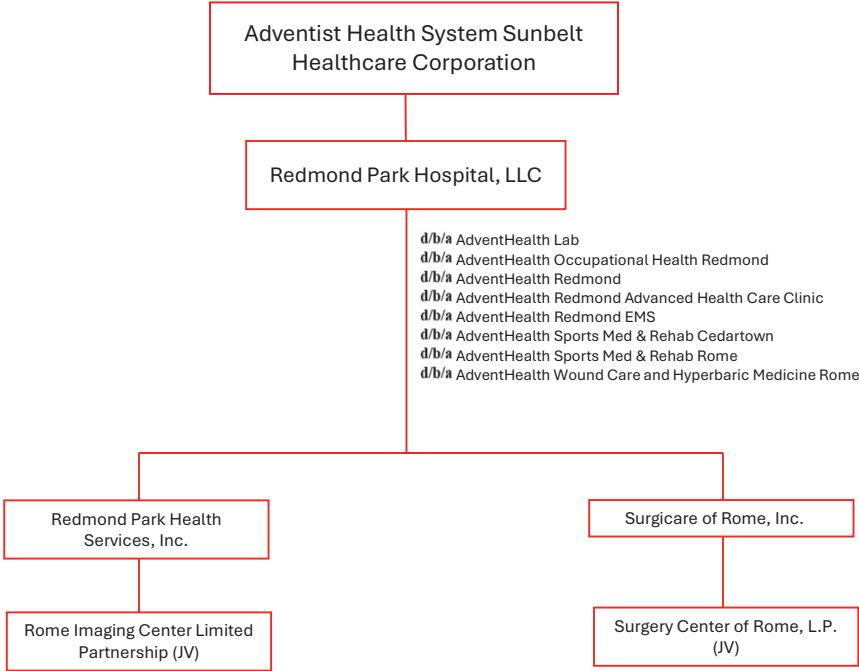 Adventist Health System Sunbelt
Healthcare Corporation
Redmond Park Hospital, LLC
d/b/a AdventHealth Lab
d/b/a AdventHealth Occupational Health Redmond
d/b/a AdventHealth Redmond
d/b/a AdventHealth Redmond Advanced Health Care Clinic
d/b/a AdventHealth Redmond EMS
d/b/a AdventHealth Sports Med & Rehab Cedartown
d/b/a AdventHealth Sports Med & Rehab Rome
d/b/a AdventHealth Wound Care and Hyperbaric Medicine Rome
Redmond Park Health
Services, Inc.
Surgicare of Rome, Inc.
Rome Imaging Center Limited
Partnership (JV)
Surgery Center of Rome, L.P.
(JV)